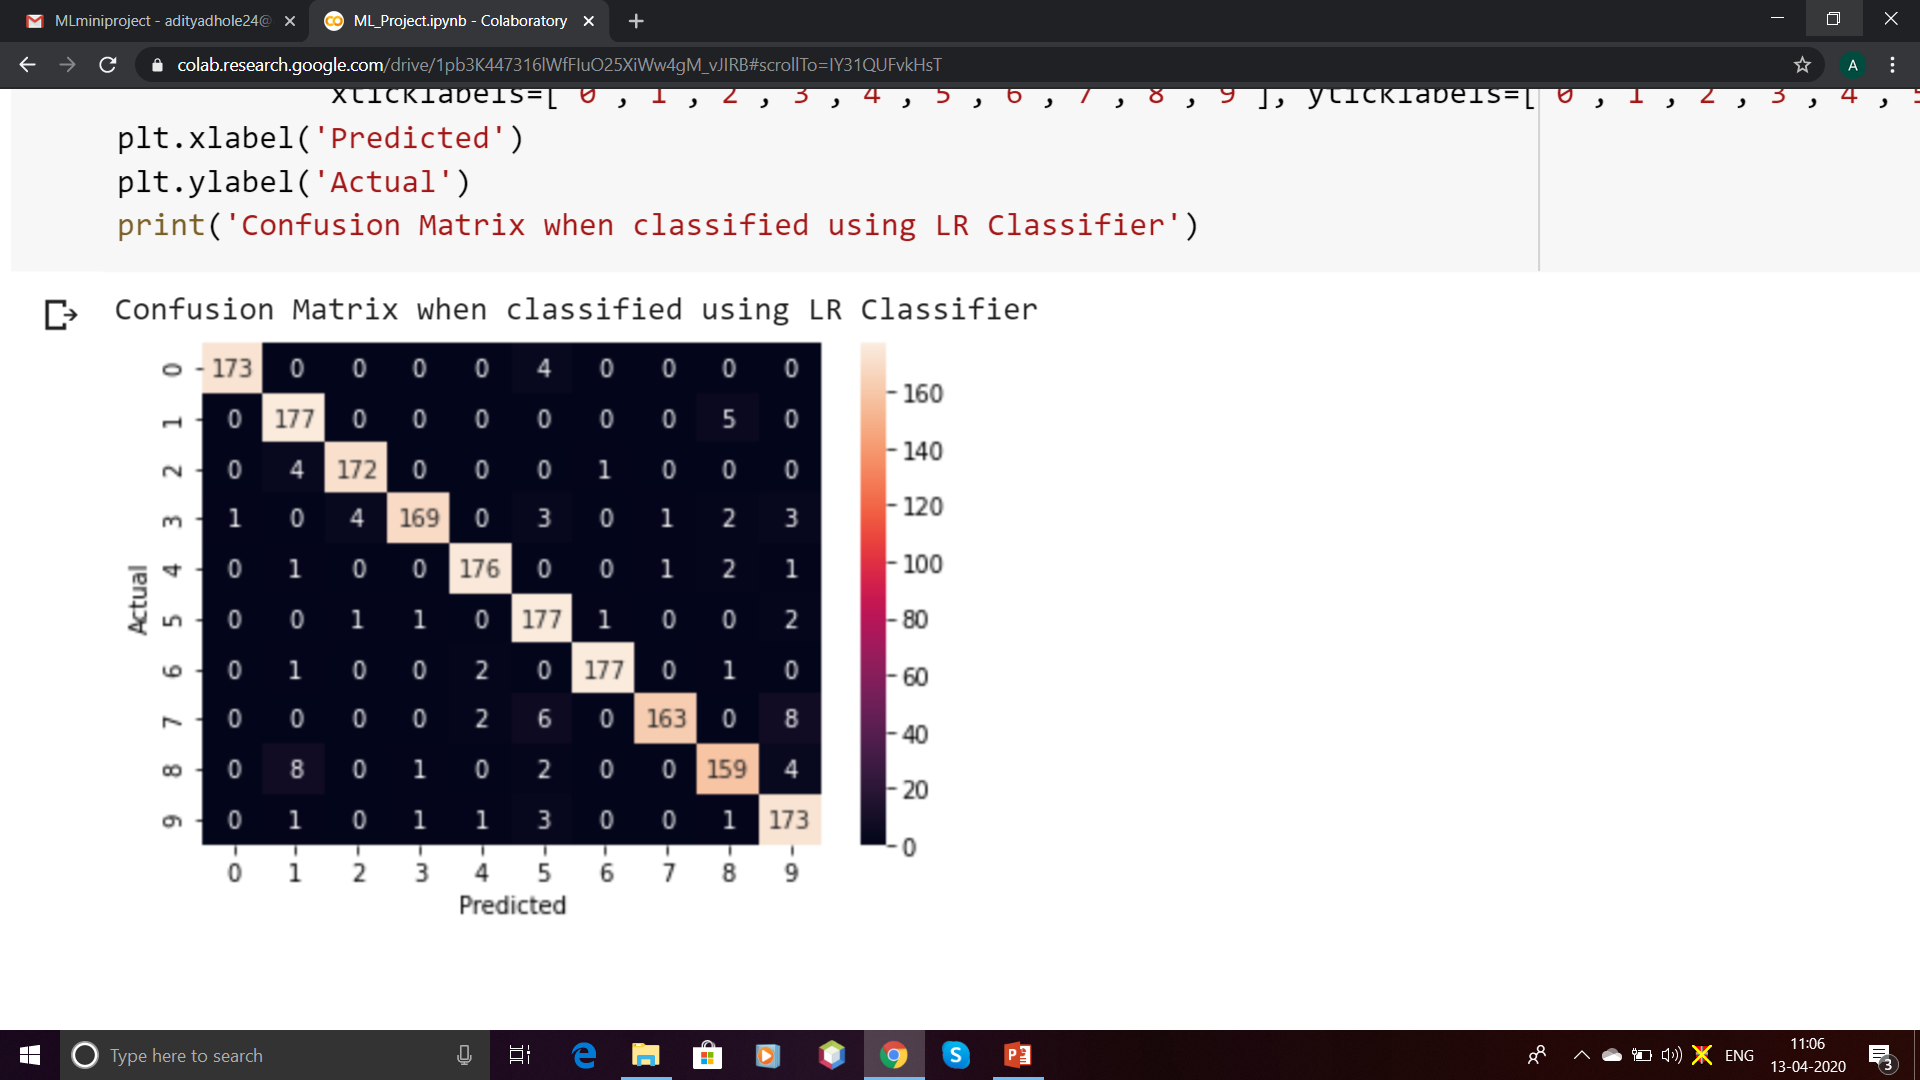 MLminiproject - adityadhole24@
ML_Project.ipynb - Colaboratory
colab.research.google.com/drive/1pb3K447316lWfFIuO25XiWw4gM_vJIRB#scrollTo=IY31QUFvkHsT
A
xticklabels=['0','1','2','3','4','5','6','7','8','9'], yticklabels=['0','1','2','3','4',
plt.xlabel('Predicted')
plt.ylabel('Actual')
print('Confusion Matrix when classified using LR Classifier')
Confusion Matrix when classified using LR Classifier
0 173 0 0 0 0 4 0 0 0 0
1 0 177 0 0 0 0 0 0 5 0
2 0 4 172 0 0 0 1 0 0 0
3 1 0 4 169 0 3 0 1 2 3
4 0 1 0 0 176 0 0 1 2 1
5 0 0 1 1 0 177 1 0 0 2
6 0 1 0 0 2 0 177 0 1 0
7 0 0 0 0 2 6 0 163 0 8
8 0 8 0 1 0 2 0 0 159 4
9 0 1 0 1 1 3 0 0 1 173
0 1 2 3 4 5 6 7 8 9
Actual
Predicted
160
140
120
100
80
60
40
20
0
Type here to search
ENG
11:06
13-04-2020
3